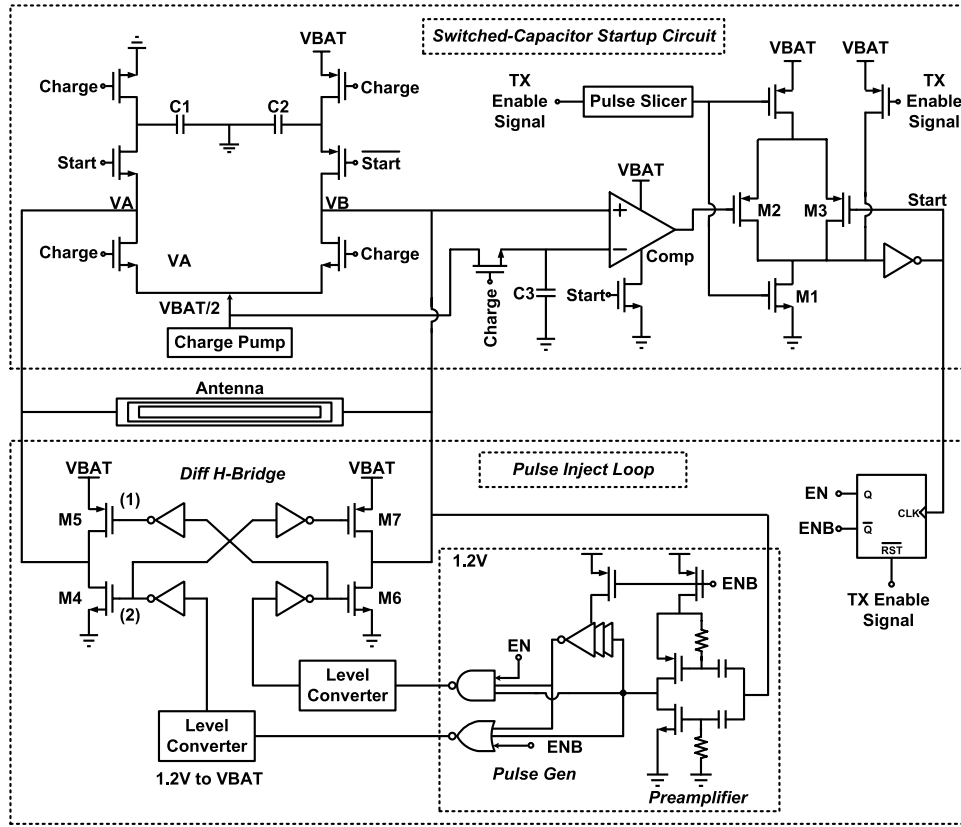 Switched-Capacitor Startup Circuit
VBAT
Charge
C1
C2
Charge
Start
Start
VA
VB
Charge
VA
Charge
VBAT/2
Charge Pump
Charge
C3
VBAT
Comp
Start
TX
Enable
Signal
Pulse Slicer
VBAT
VBAT
TX
Enable
Signal
M2
M3
Start
M1
Antenna
Diff H-Bridge
Pulse Inject Loop
VBAT
VBAT
(1)
M5
M7
M4
(2)
M6
Level
Converter
Level
Converter
1.2V to VBAT
1.2V
ENB
EN
ENB
Pulse Gen
Preamplifier
EN
Q
ENB
Q
CLK
RST
TX Enable
Signal